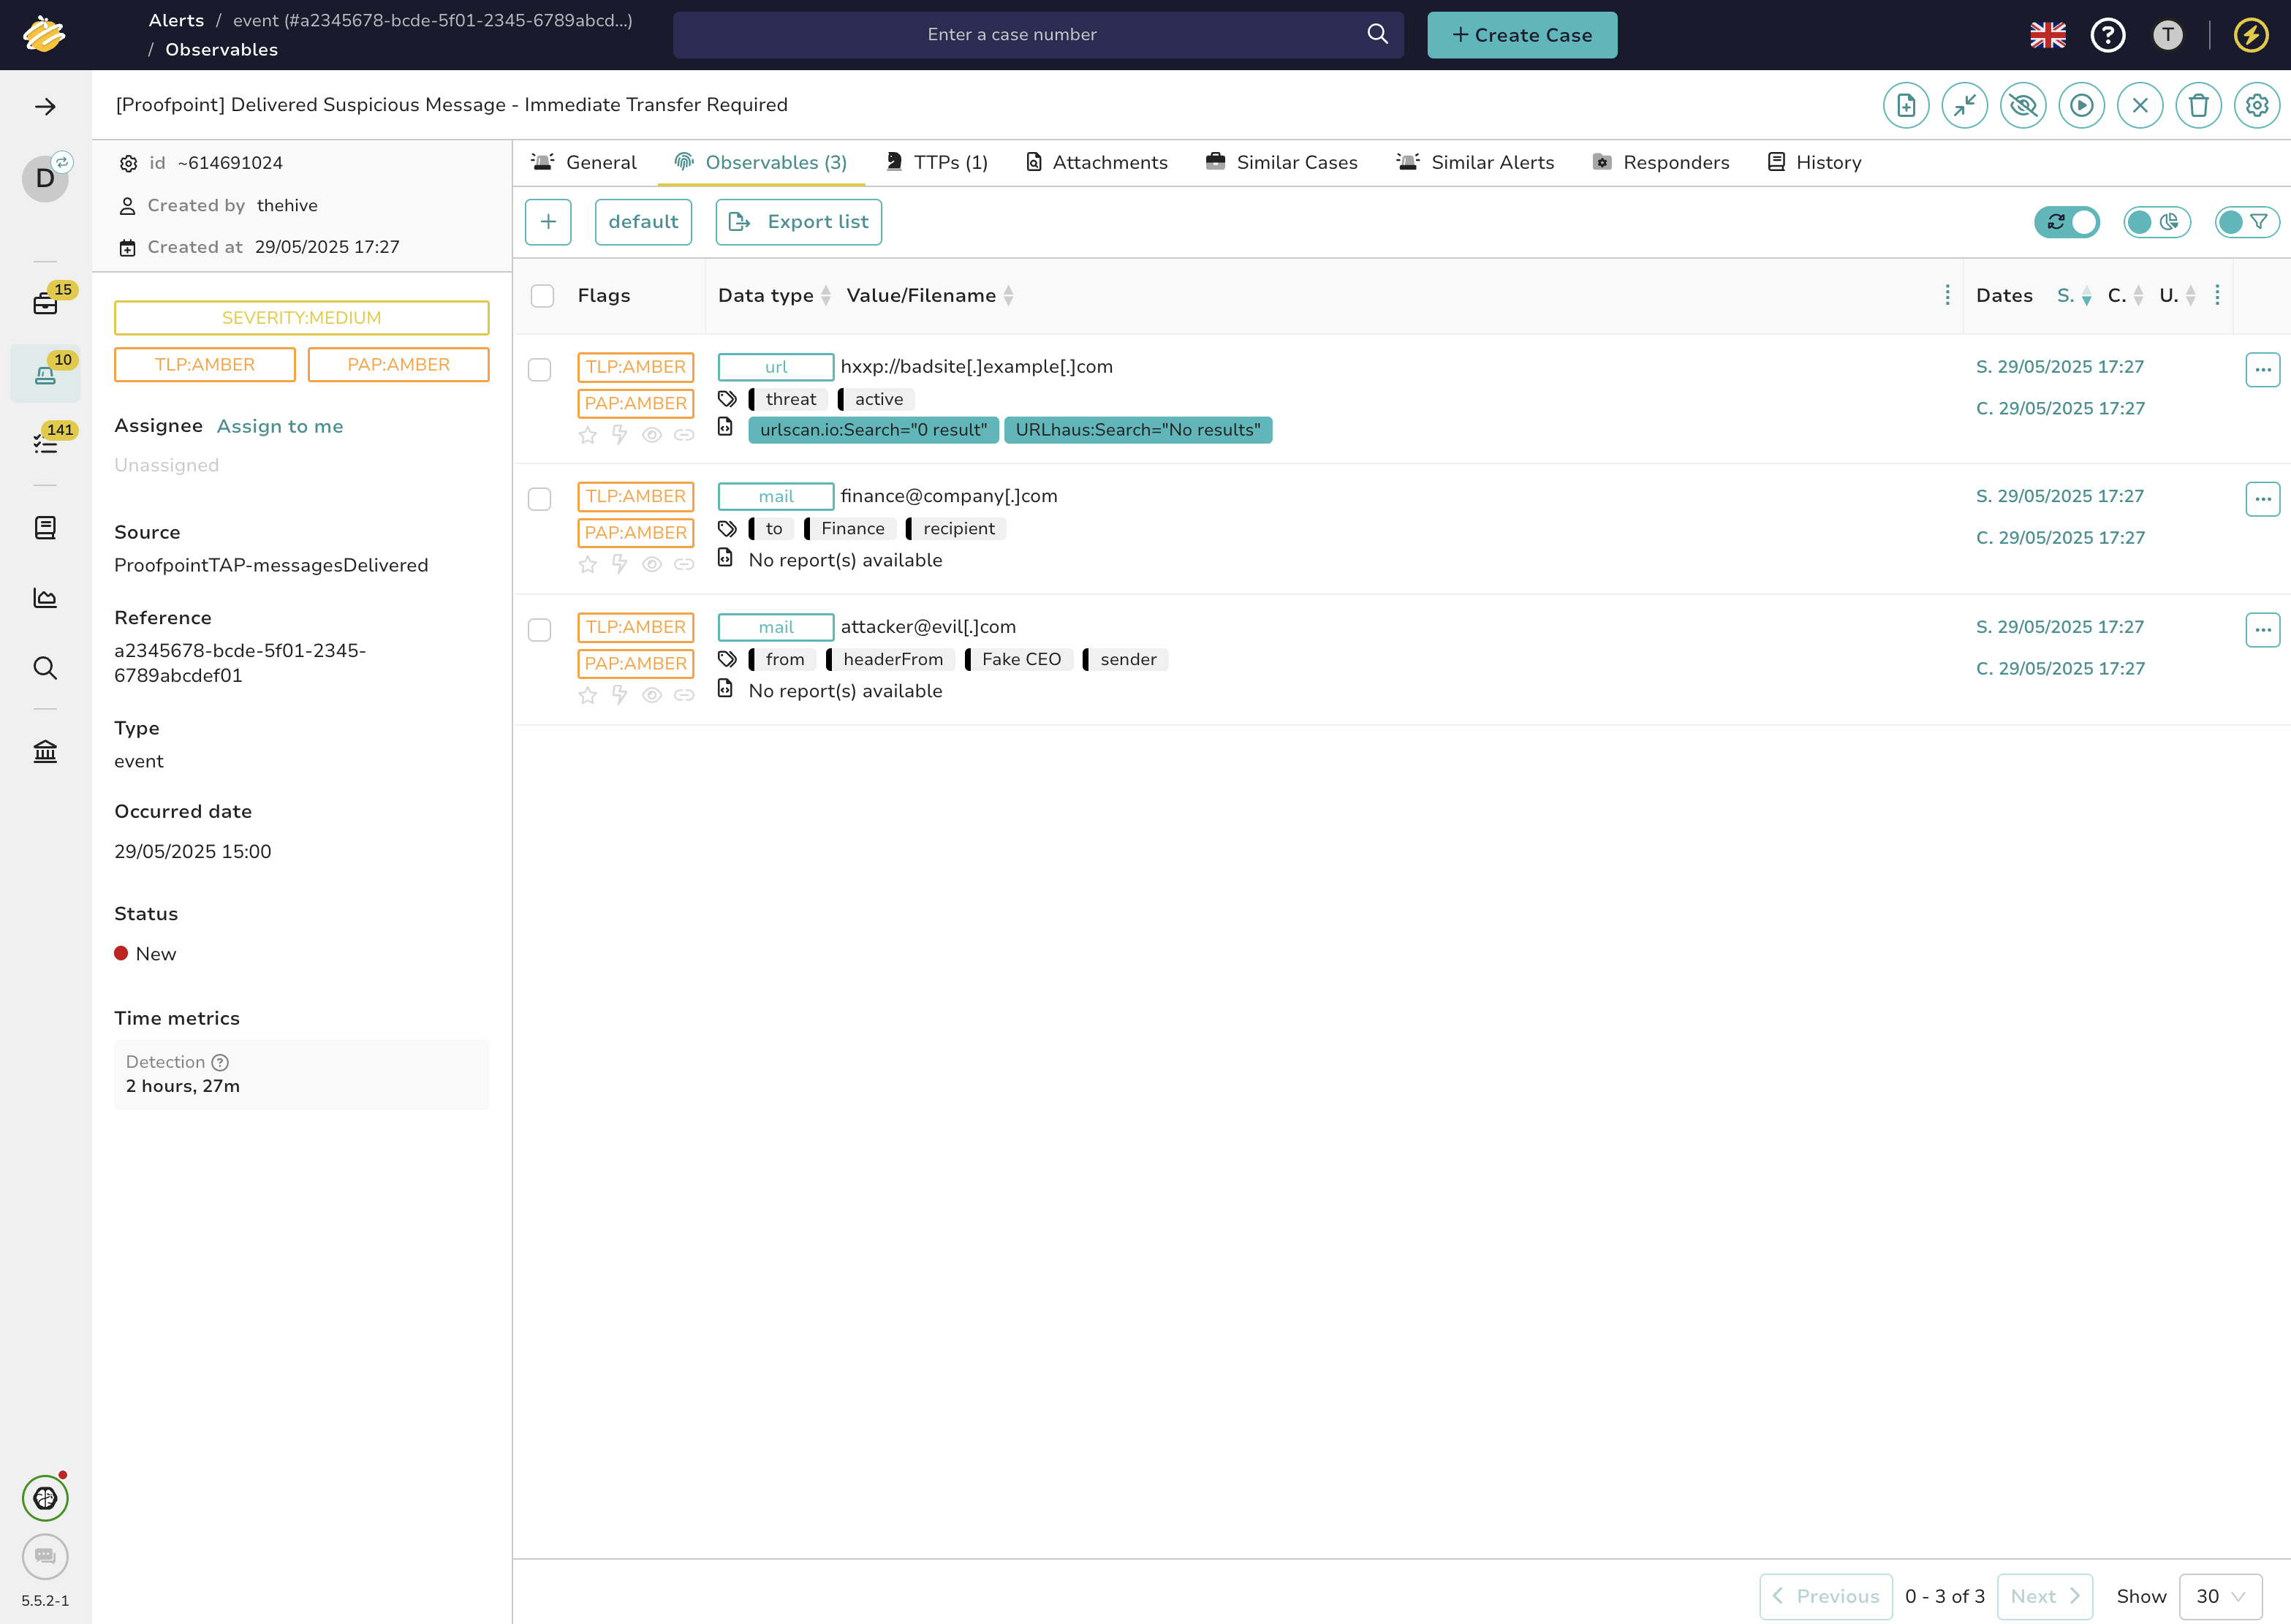 Alerts / event (#a2345678-bcde-5f01-2345-6789abcd...)
/ Observables
Enter a case number
+ Create Case
?
T
[Proofpoint] Delivered Suspicious Message - Immediate Transfer Required
D
15
10
141
5.5.2-1
id ~614691024
Created by thehive
Created at 29/05/2025 17:27
SEVERITY:MEDIUM
TLP:AMBER PAP:AMBER
Assignee Assign to me
Unassigned
Source
ProofpointTAP-messagesDelivered
Reference
a2345678-bcde-5f01-2345-
6789abcdef01
Type
event
Occurred date
29/05/2025 15:00
Status
New
Time metrics
Detection ?
2 hours, 27m
General Observables (3) TTPs (1) Attachments Similar Cases Similar Alerts Responders History
+ default Export list
Flags Data type Value/Filename Dates S. C. U.
TLP:AMBER url hxxp://badsite[.]example[.]com S. 29/05/2025 17:27
PAP:AMBER threat active C. 29/05/2025 17:27
urlscan.io:Search="0 result" URLhaus:Search="No results"
TLP:AMBER mail finance@company[.]com S. 29/05/2025 17:27
PAP:AMBER to Finance recipient C. 29/05/2025 17:27
No report(s) available
TLP:AMBER mail attacker@evil[.]com S. 29/05/2025 17:27
PAP:AMBER from headerFrom Fake CEO sender C. 29/05/2025 17:27
No report(s) available
Previous 0 - 3 of 3 Next Show 30